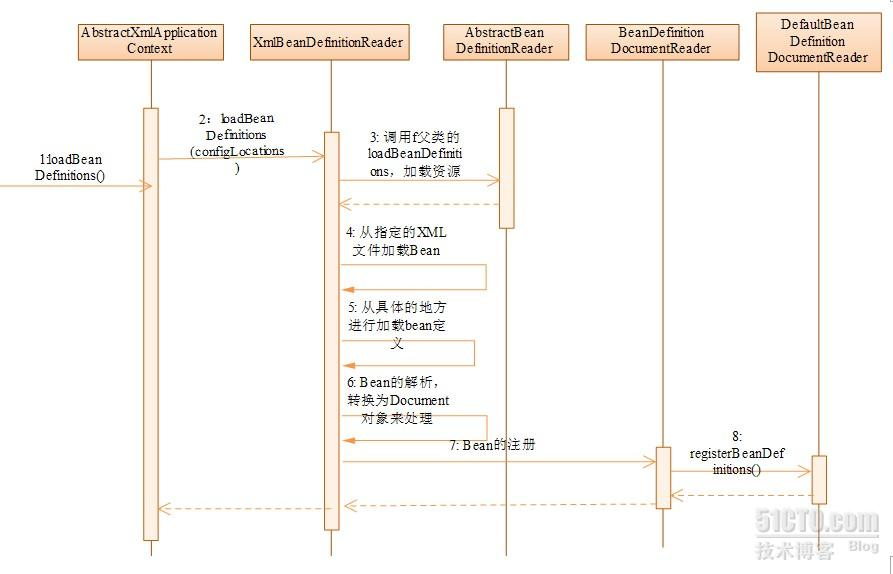 AbstractXmlApplication
Context
XmlBeanDefinitionReader
AbstractBean
DefinitionReader
BeanDefinition
DocumentReader
DefaultBean
Definition
DocumentReader
1:loadBean
Definitions()
2：loadBean
Definitions
(configLocations
)
3: 调用f父类的
loadBeanDefiniti
ons，加载资源
4: 从指定的XML
文件加载Bean
5: 从具体的地方
进行加载bean定
义
6: Bean的解析，
转换为Document
对象来处理
7: Bean的注册
8:
registerBeanDef
initions()
51CTO.com
技术博客 Blog